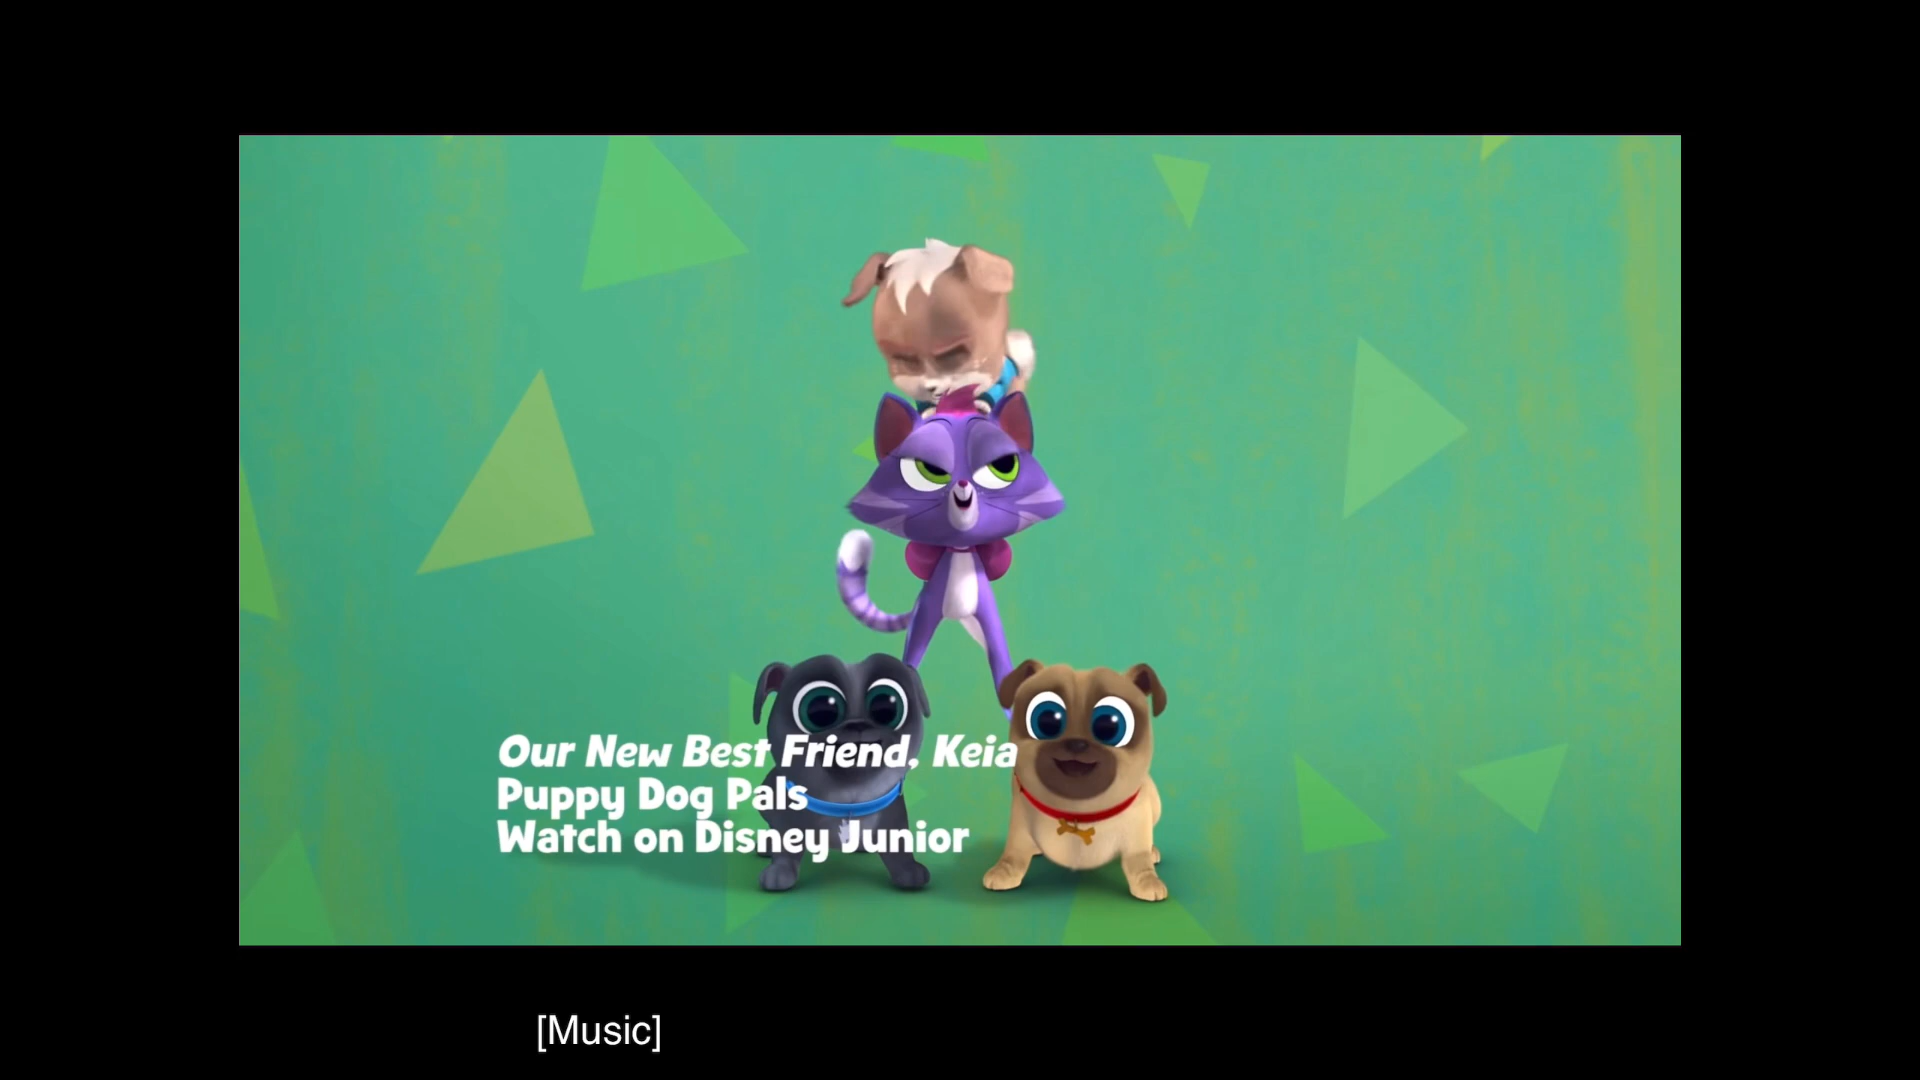 Our New Best Friend, Keia
Puppy Dog Pals
Watch on Disney Junior
[Music]